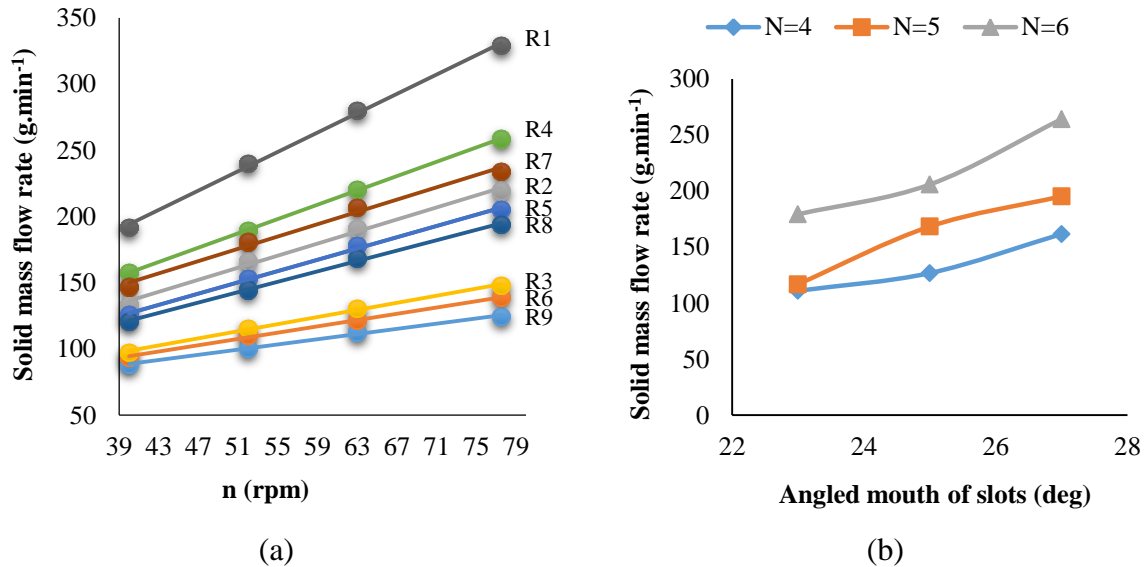 Solid mass flow rate (g.min⁻¹)
350
300
250
200
150
100
50
R1
R4
R7
R2
R5
R8
R3
R6
R9
39 43 47 51 55 59 63 67 71 75 79
n (rpm)
(a)
N=4 N=5 N=6
Solid mass flow rate (g.min⁻¹)
300
250
200
150
100
50
0
22 24 26 28
Angled mouth of slots (deg)
(b)